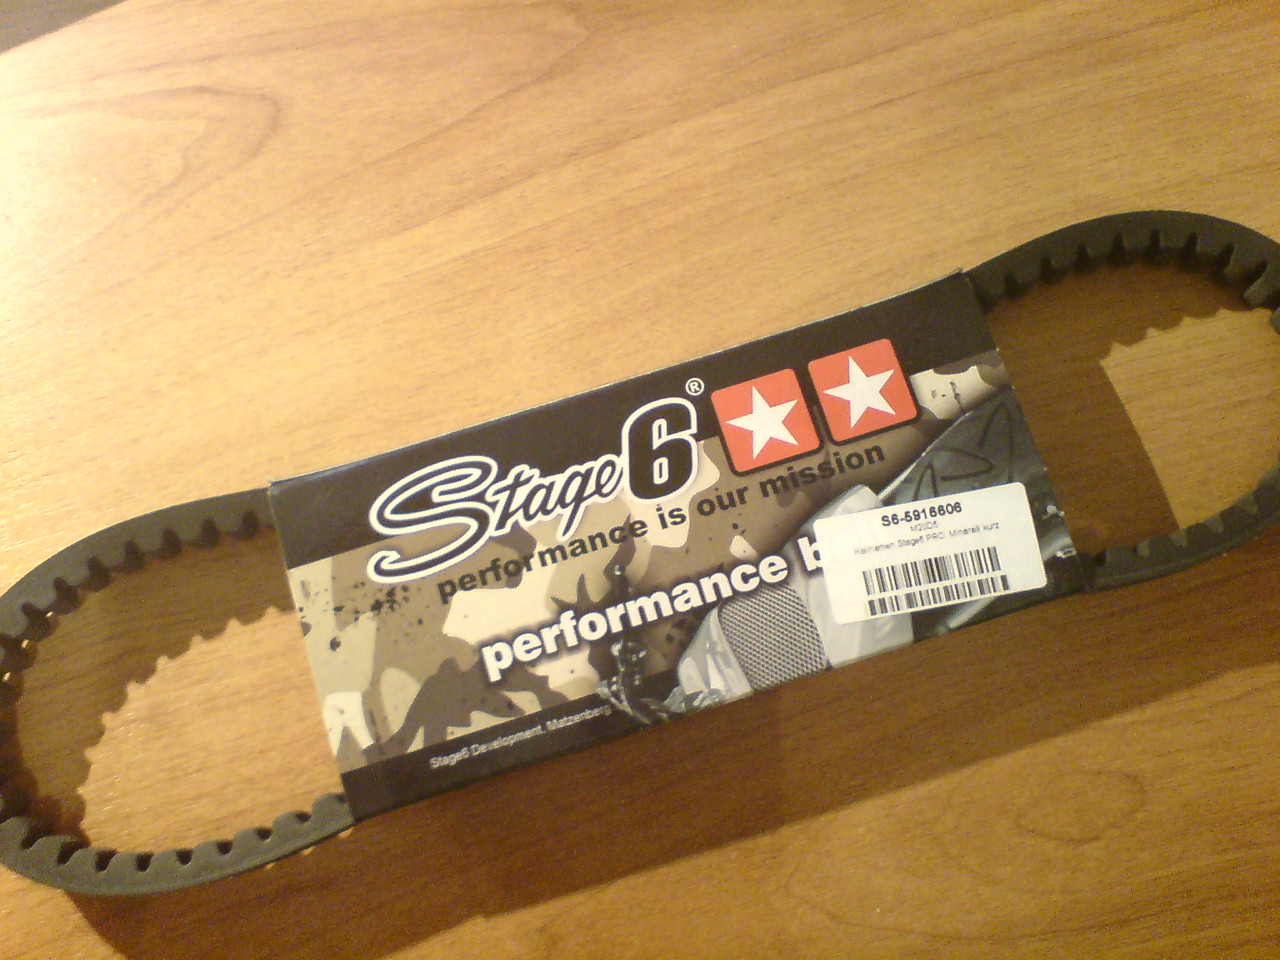 Stage6®
performance is our mission
performance b
S6-5916606
Keilriemen Stage6 PRO, Minarelli kurz
Stage6 Development, Matzenberg